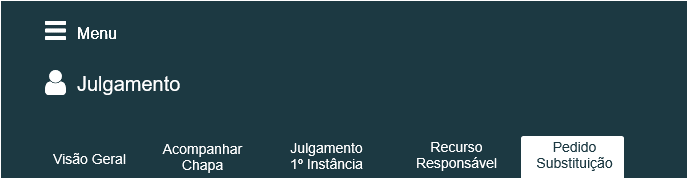 Menu
Julgamento
Visão Geral
Acompanhar
Chapa
Julgamento
1º Instância
Recurso
Responsável
Pedido
Substituição